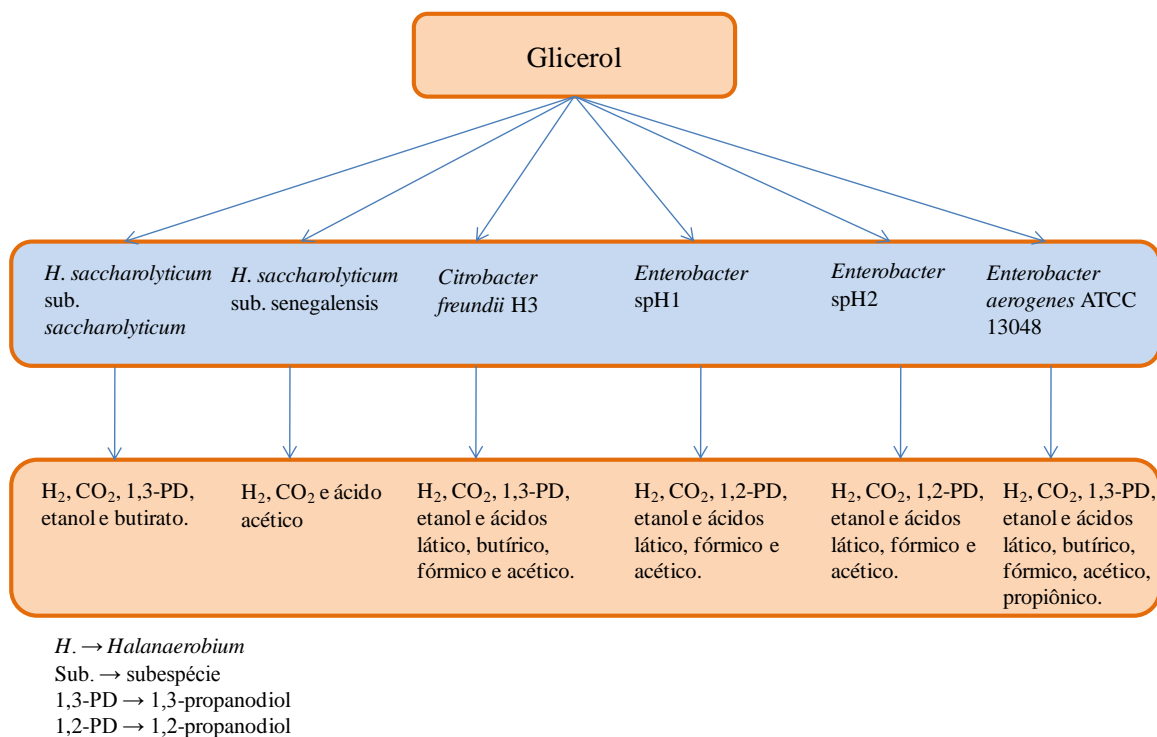 Glicerol
H. saccharolyticum
sub.
saccharolyticum
H. saccharolyticum
sub. senegalensis
Citrobacter
freundii H3
Enterobacter
spH1
Enterobacter
spH2
Enterobacter
aerogenes ATCC
13048
H₂, CO₂, 1,3-PD,
etanol e butirato.
H₂, CO₂ e ácido
acético
H₂, CO₂, 1,3-PD,
etanol e ácidos
lático, butírico,
fórmico e acético.
H₂, CO₂, 1,2-PD,
etanol e ácidos
lático, fórmico e
acético.
H₂, CO₂, 1,2-PD,
etanol e ácidos
lático, fórmico e
acético.
H₂, CO₂, 1,3-PD,
etanol e ácidos
lático, butírico,
fórmico, acético,
propiônico.
H. → Halanaerobium
Sub. → subespécie
1,3-PD → 1,3-propanodiol
1,2-PD → 1,2-propanodiol